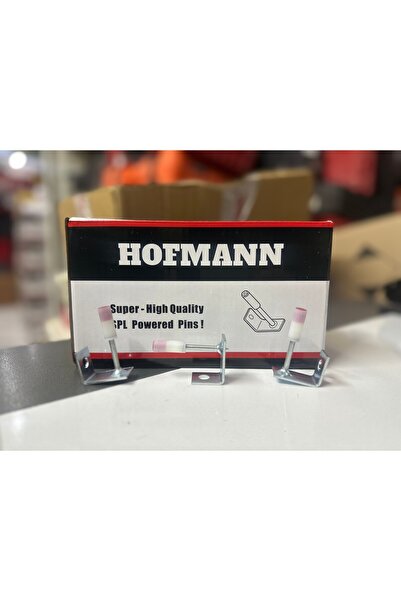 HOFMANN
Super - High Quality
SPL Powered Pins !